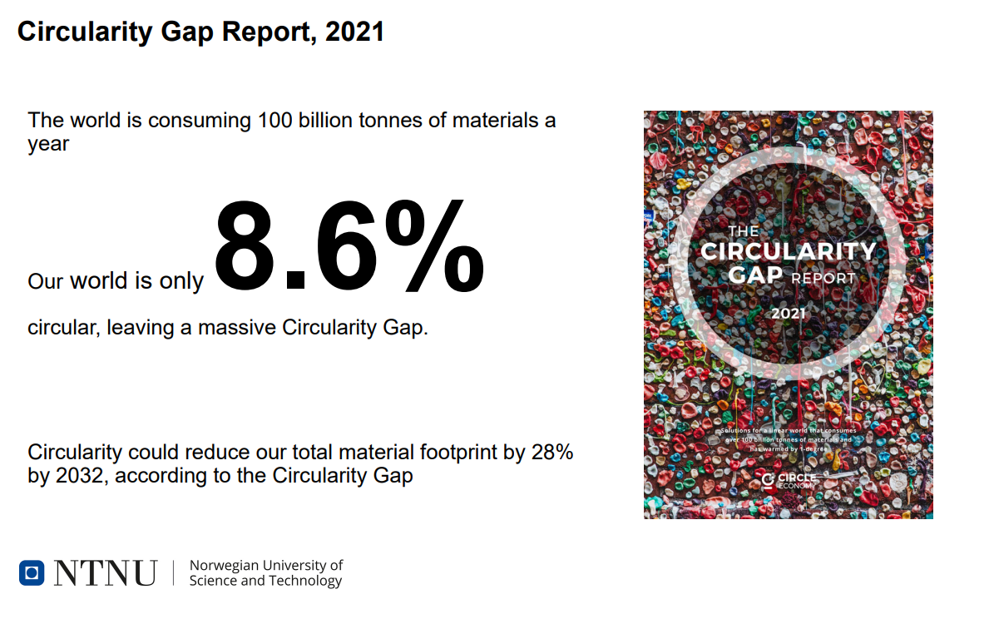 Circularity Gap Report, 2021
The world is consuming 100 billion tonnes of materials a
year
Our world is only 8.6%
circular, leaving a massive Circularity Gap.
Circularity could reduce our total material footprint by 28%
by 2032, according to the Circularity Gap
THE
CIRCULARITY
GAP REPORT
2021
Solutions for a linear world that consumes
over 100 billion tonnes of materials and
has warmed by 1-degree
CIRCLE
ECONOMY
NTNU
Norwegian University of
Science and Technology